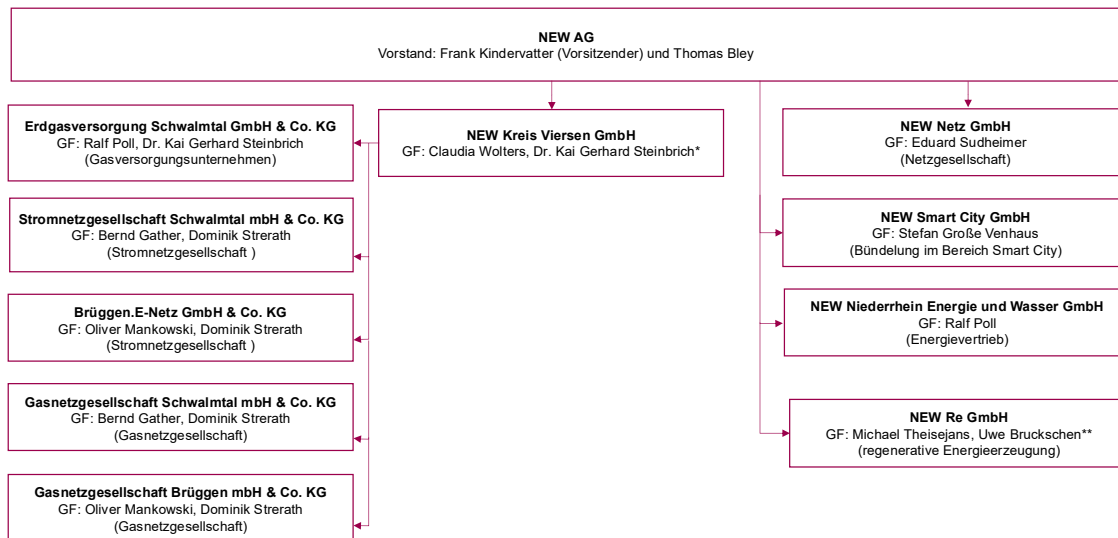 NEW AG
Vorstand: Frank Kindervatter (Vorsitzender) und Thomas Bley
Erdgasversorgung Schwalmtal GmbH & Co. KG
GF: Ralf Poll, Dr. Kai Gerhard Steinbrich
(Gasversorgungsunternehmen)
Stromnetzgesellschaft Schwalmtal mbH & Co. KG
GF: Bernd Gather, Dominik Strerath
(Stromnetzgesellschaft )
Brüggen.E-Netz GmbH & Co. KG
GF: Oliver Mankowski, Dominik Strerath
(Stromnetzgesellschaft )
Gasnetzgesellschaft Schwalmtal mbH & Co. KG
GF: Bernd Gather, Dominik Strerath
(Gasnetzgesellschaft)
Gasnetzgesellschaft Brüggen mbH & Co. KG
GF: Oliver Mankowski, Dominik Strerath
(Gasnetzgesellschaft)
NEW Kreis Viersen GmbH
GF: Claudia Wolters, Dr. Kai Gerhard Steinbrich*
NEW Netz GmbH
GF: Eduard Sudheimer
(Netzgesellschaft)
NEW Smart City GmbH
GF: Stefan Große Venhaus
(Bündelung im Bereich Smart City)
NEW Niederrhein Energie und Wasser GmbH
GF: Ralf Poll
(Energievertrieb)
NEW Re GmbH
GF: Michael Theisejans, Uwe Bruckschen**
(regenerative Energieerzeugung)